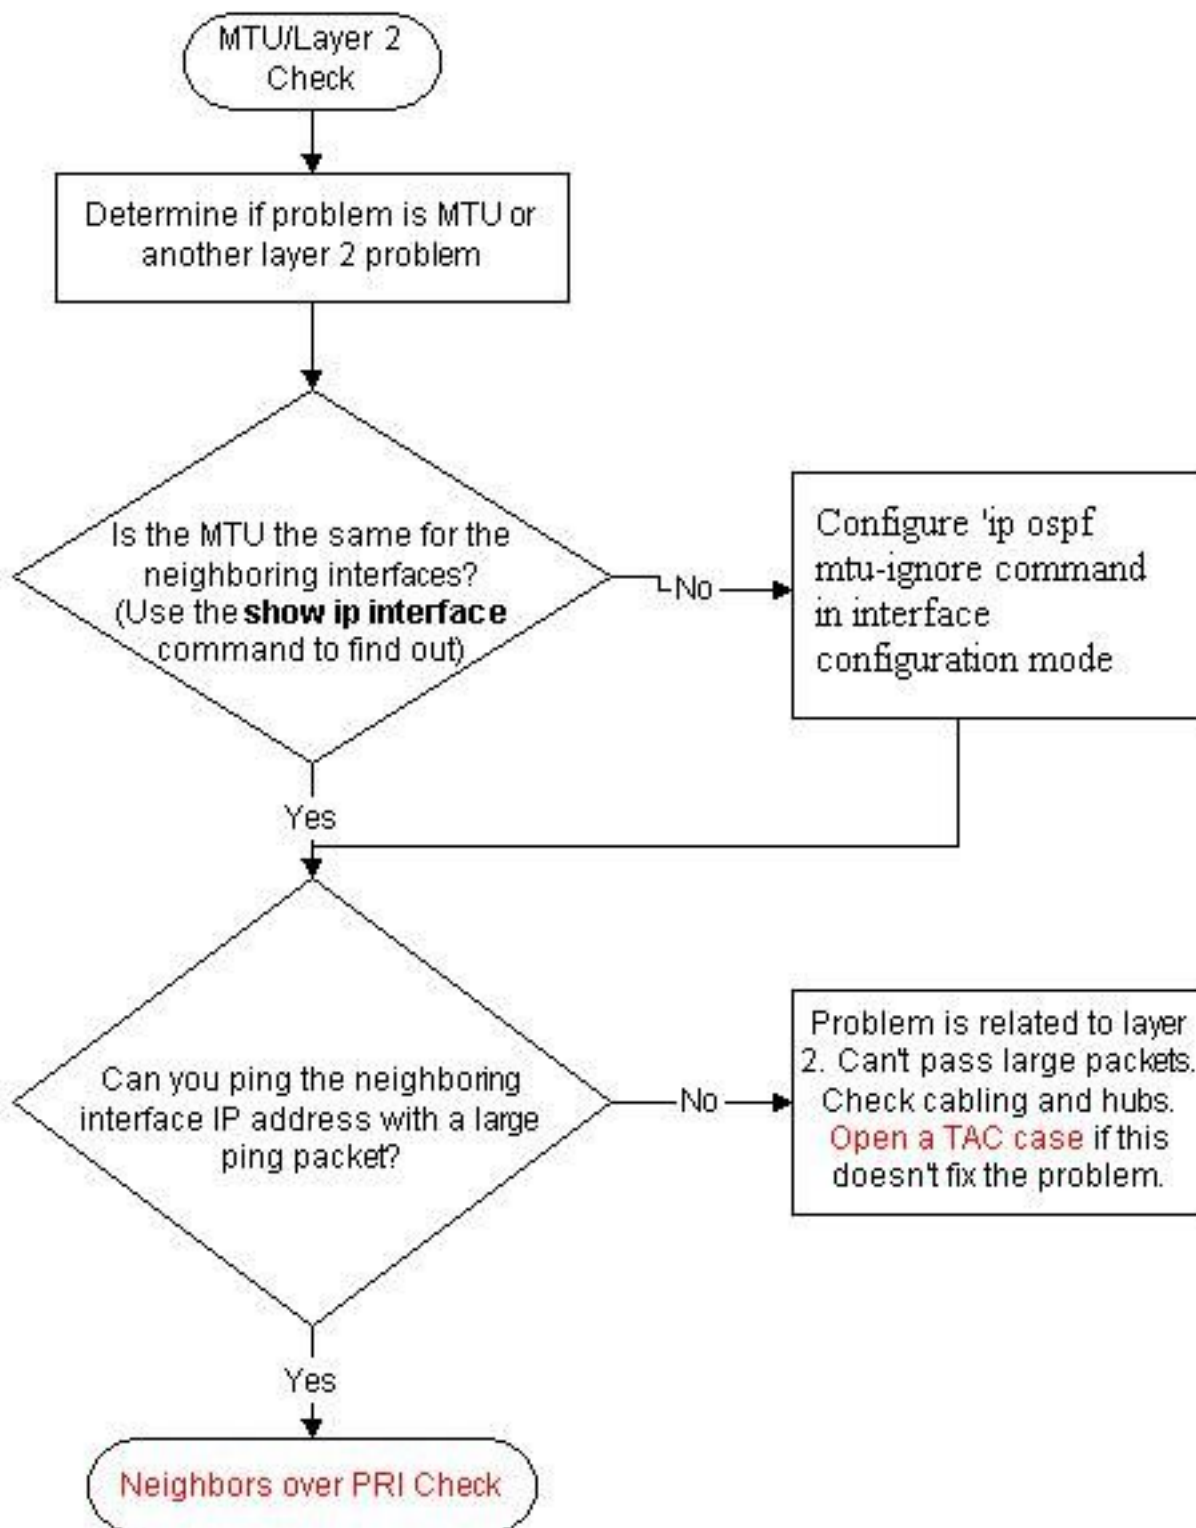 MTU/Layer 2
Check
Determine if problem is MTU or
another layer 2 problem
Is the MTU the same for the
neighboring interfaces?
(Use the show ip interface
command to find out)
No
Configure 'ip ospf
mtu-ignore command
in interface
configuration mode
Yes
Can you ping the neighboring
interface IP address with a large
ping packet?
No
Problem is related to layer
2. Can't pass large packets.
Check cabling and hubs.
Open a TAC case if this
doesn't fix the problem.
Yes
Neighbors over PRI Check